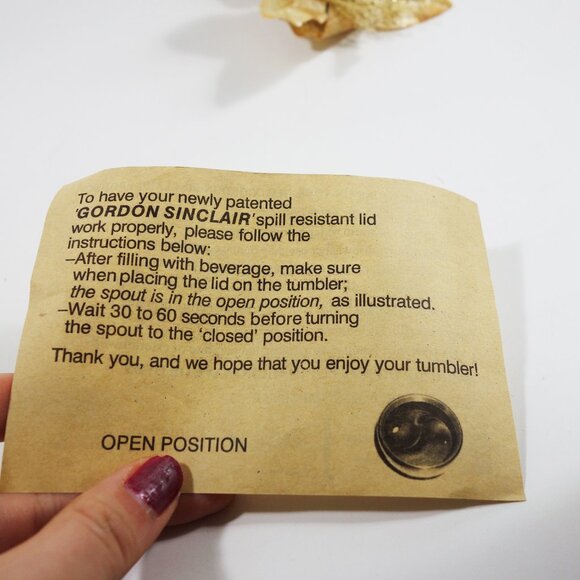 To have your newly patented
'GORDON SINCLAIR' spill resistant lid
work properly, please follow the
instructions below:
–After filling with beverage, make sure
when placing the lid on the tumbler;
the spout is in the open position, as illustrated.
–Wait 30 to 60 seconds before turning
the spout to the 'closed' position.
Thank you, and we hope that you enjoy your tumbler!
OPEN POSITION